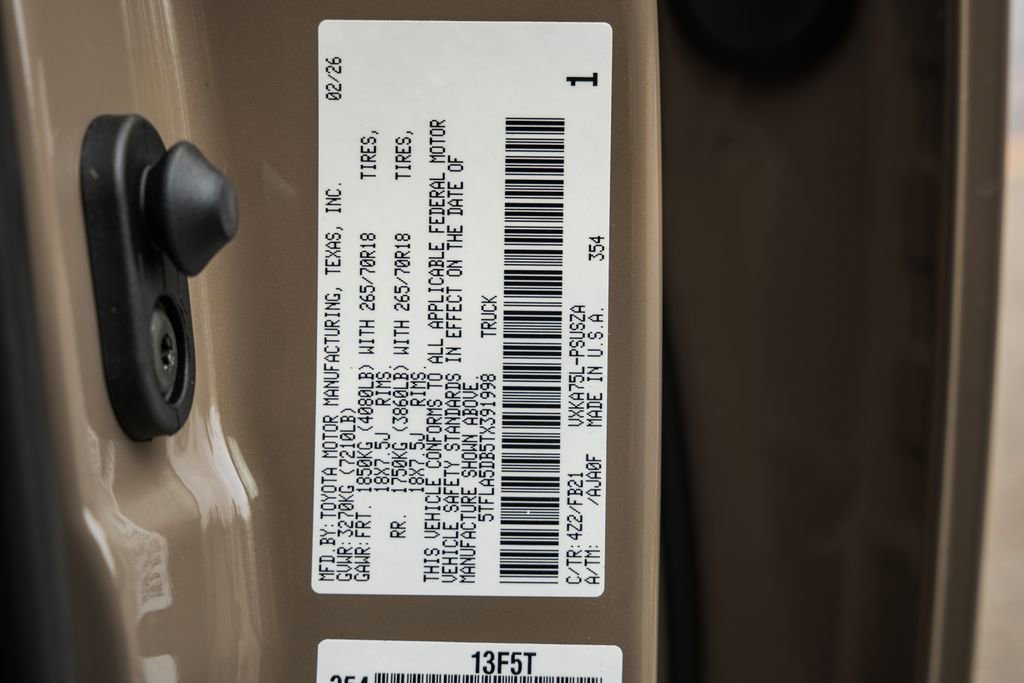 MFD.BY: TOYOTA MOTOR MANUFACTURING, TEXAS, INC. 02/26
GVWR: 3270KG (7210LB)
GAWR: FRT. 1850KG (4080LB) WITH 265/70R18 TIRES,
18X7.5J RIMS.
RR. 1750KG (3860LB) WITH 265/70R18 TIRES,
18X7.5J RIMS.
THIS VEHICLE CONFORMS TO ALL APPLICABLE FEDERAL MOTOR
VEHICLE SAFETY STANDARDS IN EFFECT ON THE DATE OF
MANUFACTURE SHOWN ABOVE
5TFLA5DB5TX391998 TRUCK
C/TR: 4Z2/FB21 VXKA75L-PSUSZA
A/TM: /AJA0F MADE IN U.S.A. 354
1
13F5T
354